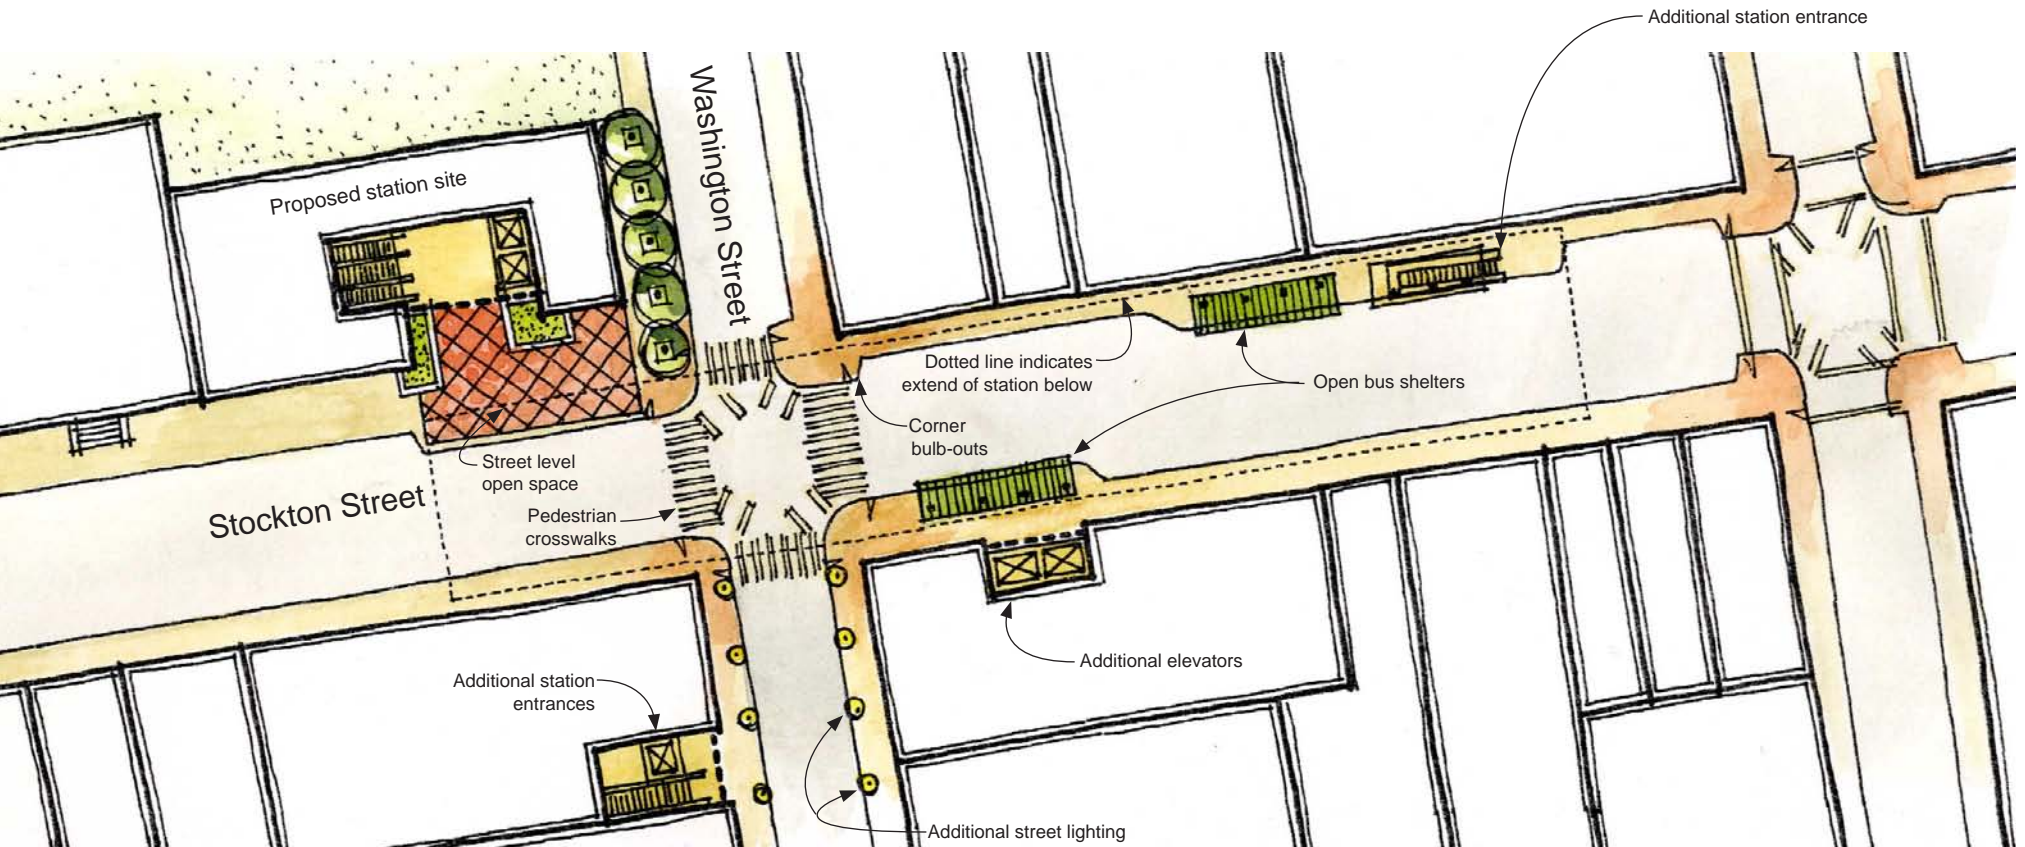 Additional station entrance
Washington Street
Proposed station site
Dotted line indicates
extend of station below
Open bus shelters
Corner
bulb-outs
Street level
open space
Stockton Street
Pedestrian
crosswalks
Additional elevators
Additional station
entrances
Additional street lighting